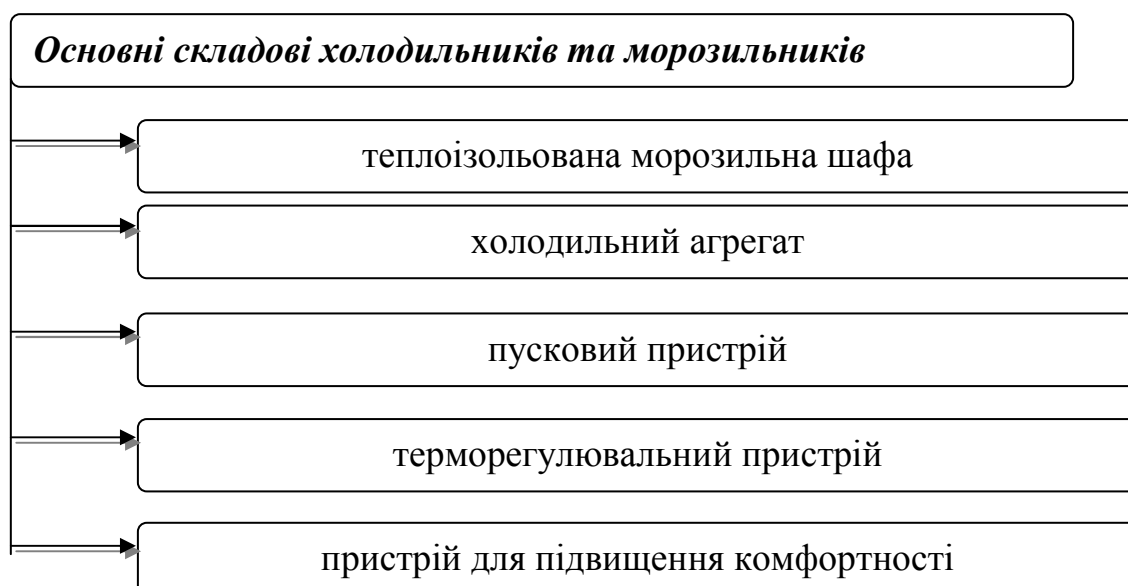 Основні складові холодильників та морозильників
теплоізольована морозильна шафа
холодильний агрегат
пусковий пристрій
терморегулювальний пристрій
пристрій для підвищення комфортності